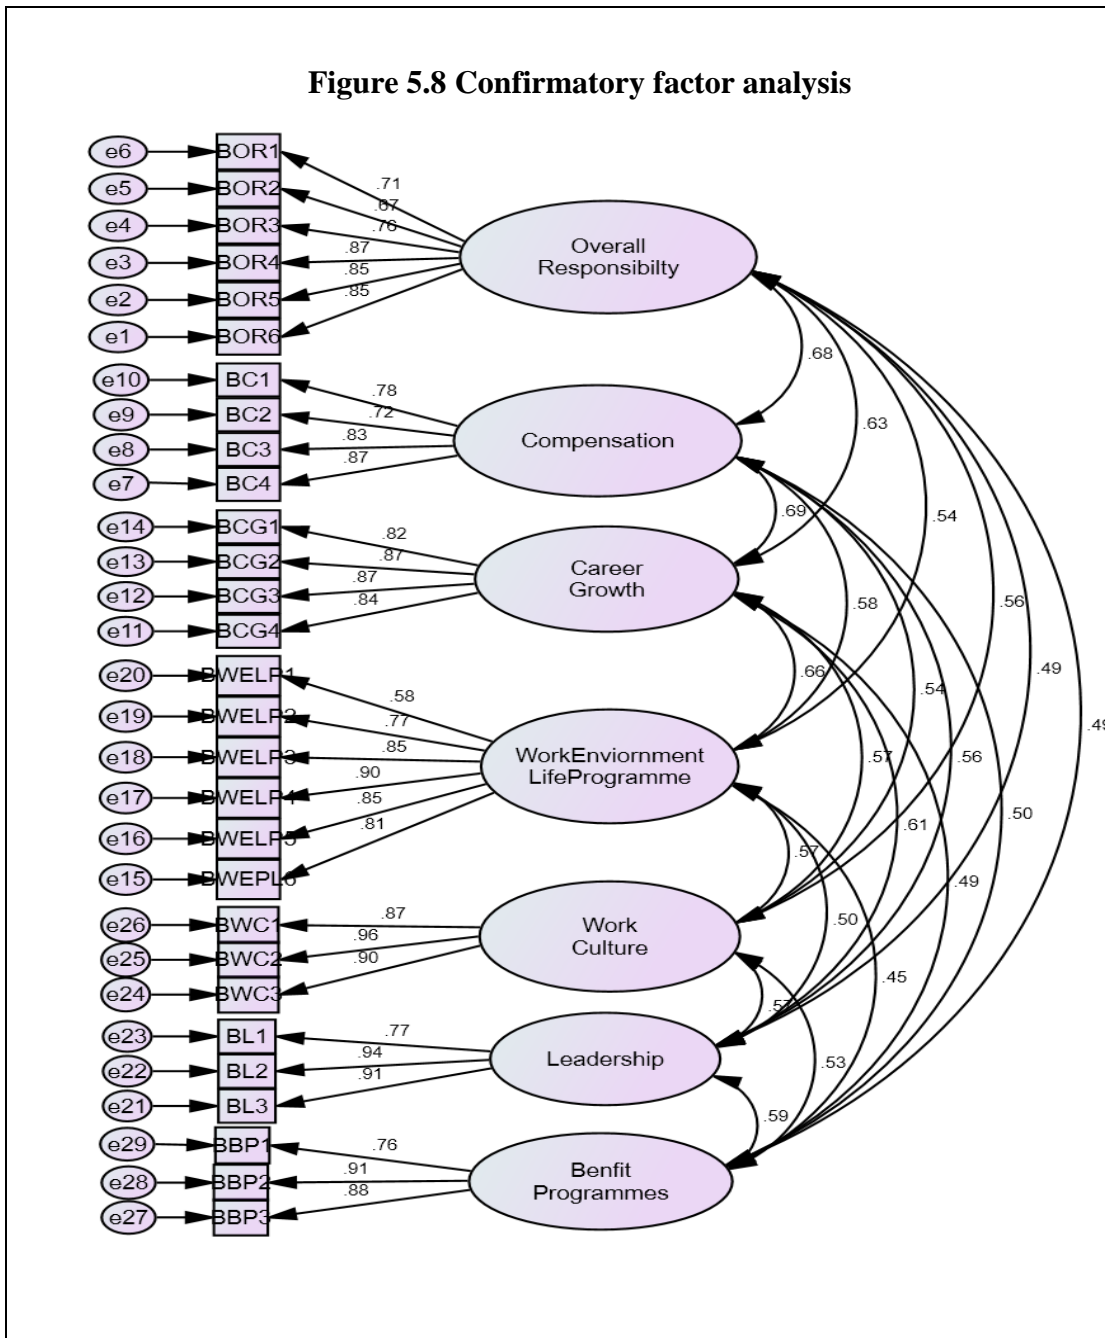 Figure 5.8 Confirmatory factor analysis
e6
BOR1
e5
BOR2
e4
BOR3
e3
BOR4
e2
BOR5
e1
BOR6
.71
.67
.76
.87
.85
.85
Overall
Responsibilty
e10
BC1
e9
BC2
e8
BC3
e7
BC4
.78
.72
.83
.87
Compensation
e14
BCG1
e13
BCG2
e12
BCG3
e11
BCG4
.82
.87
.87
.84
Career
Growth
e20
BWELP1
e19
BWELP2
e18
BWELP3
e17
BWELP4
e16
BWELP5
e15
BWEPL6
.58
.77
.85
.90
.85
.81
WorkEnviornment
LifeProgramme
e26
BWC1
e25
BWC2
e24
BWC3
.87
.96
.90
Work
Culture
e23
BL1
e22
BL2
e21
BL3
.77
.94
.91
Leadership
e29
BBP1
e28
BBP2
e27
BBP3
.76
.91
.88
Benfit
Programmes
.68
.63
.69
.54
.58
.56
.66
.54
.49
.49
.57
.56
.50
.61
.57
.49
.50
.45
.53
.59